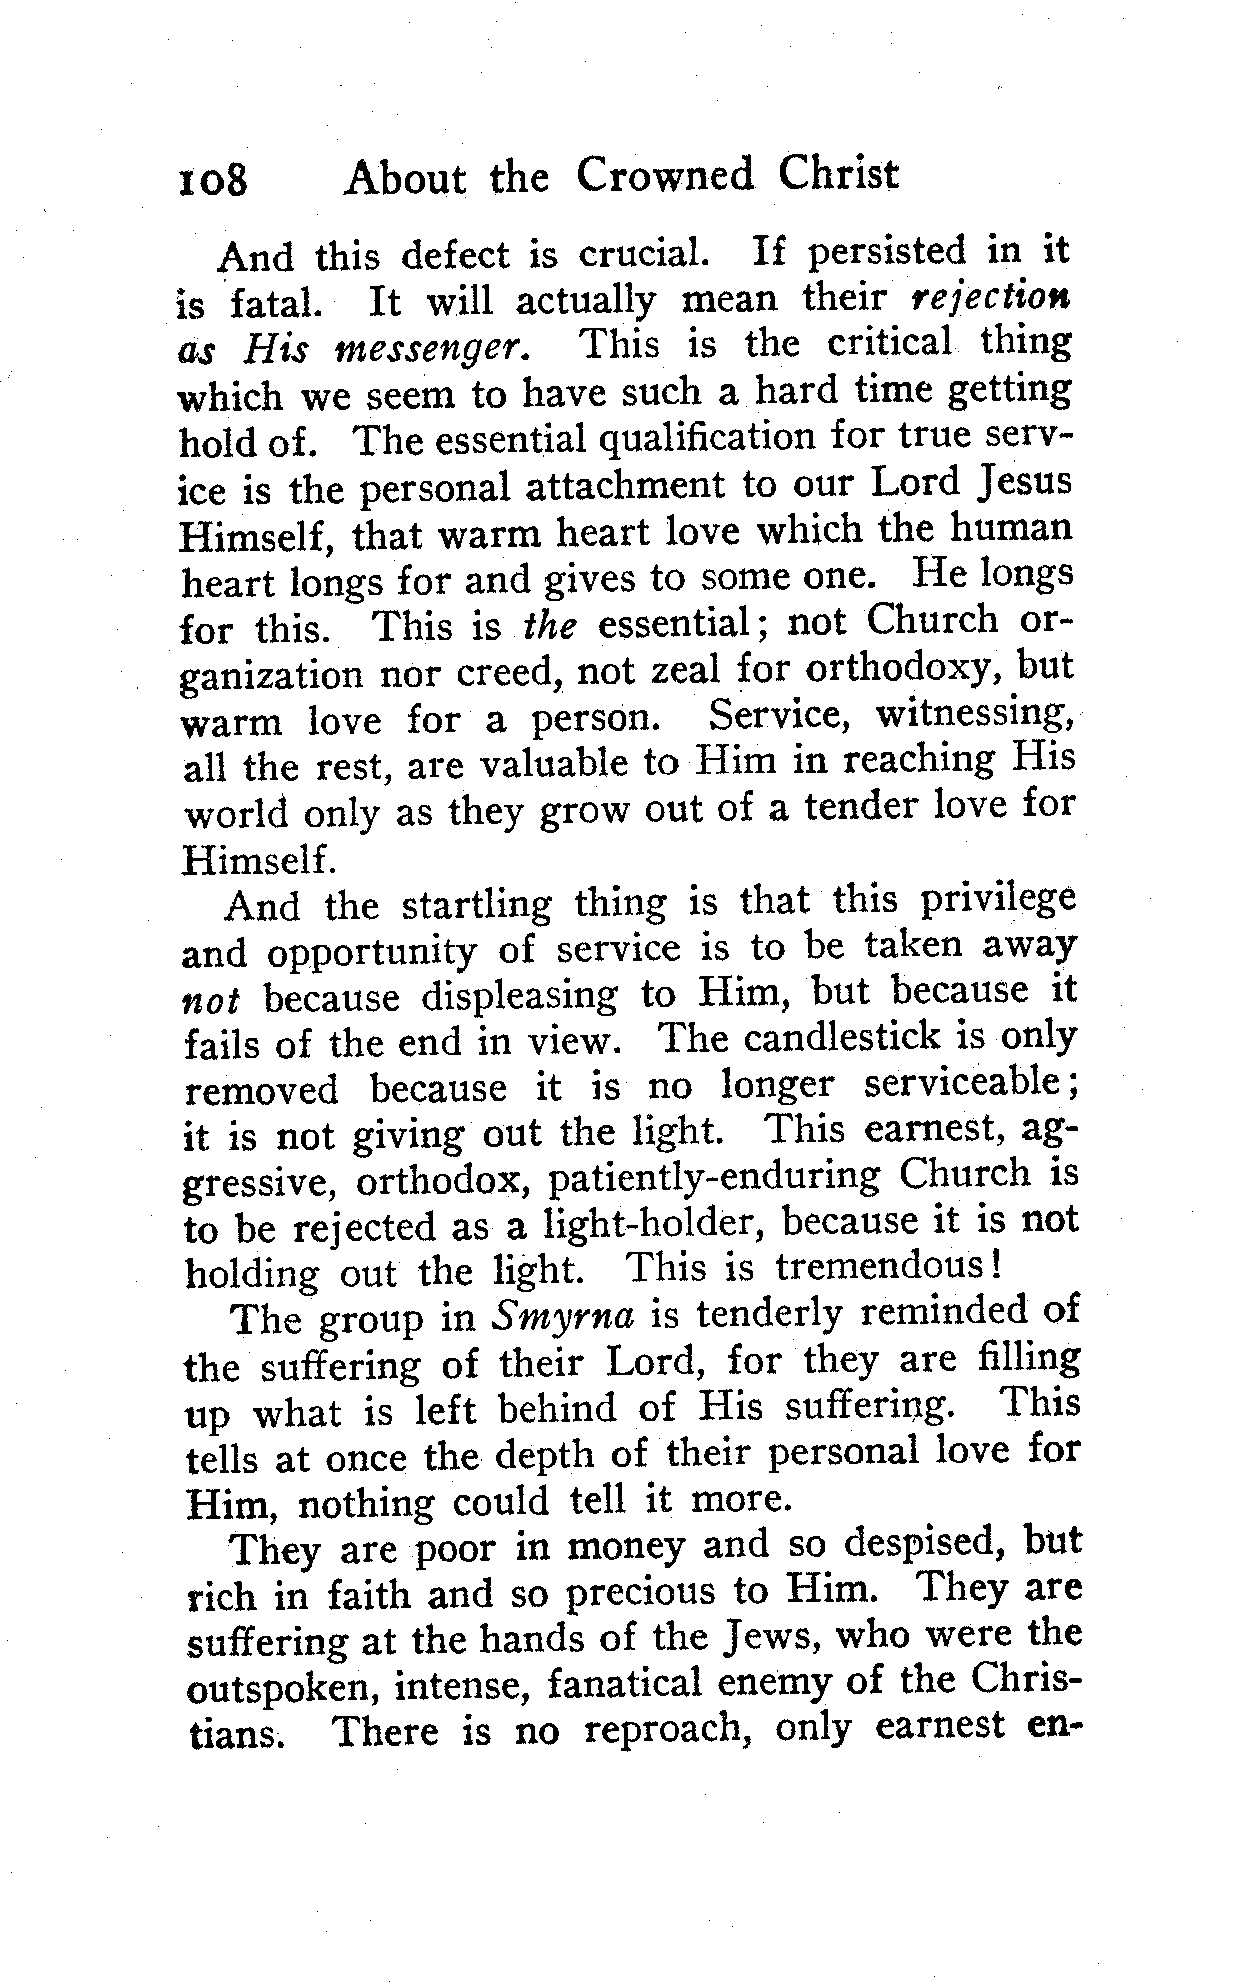 108 About the Crowned Christ
And this defect is crucial. If persisted in it
is fatal. It will actually mean their rejection
as His messenger. This is the critical thing
which we seem to have such a hard time getting
hold of. The essential qualification for true serv-
ice is the personal attachment to our Lord Jesus
Himself, that warm heart love which the human
heart longs for and gives to some one. He longs
for this. This is the essential; not Church or-
ganization nor creed, not zeal for orthodoxy, but
warm love for a person. Service, witnessing,
all the rest, are valuable to Him in reaching His
world only as they grow out of a tender love for
Himself.
And the startling thing is that this privilege
and opportunity of service is to be taken away
not because displeasing to Him, but because it
fails of the end in view. The candlestick is only
removed because it is no longer serviceable;
it is not giving out the light. This earnest, ag-
gressive, orthodox, patiently-enduring Church is
to be rejected as a light-holder, because it is not
holding out the light. This is tremendous!
The group in Smyrna is tenderly reminded of
the suffering of their Lord, for they are filling
up what is left behind of His suffering. This
tells at once the depth of their personal love for
Him, nothing could tell it more.
They are poor in money and so despised, but
rich in faith and so precious to Him. They are
suffering at the hands of the Jews, who were the
outspoken, intense, fanatical enemy of the Chris-
tians. There is no reproach, only earnest en-